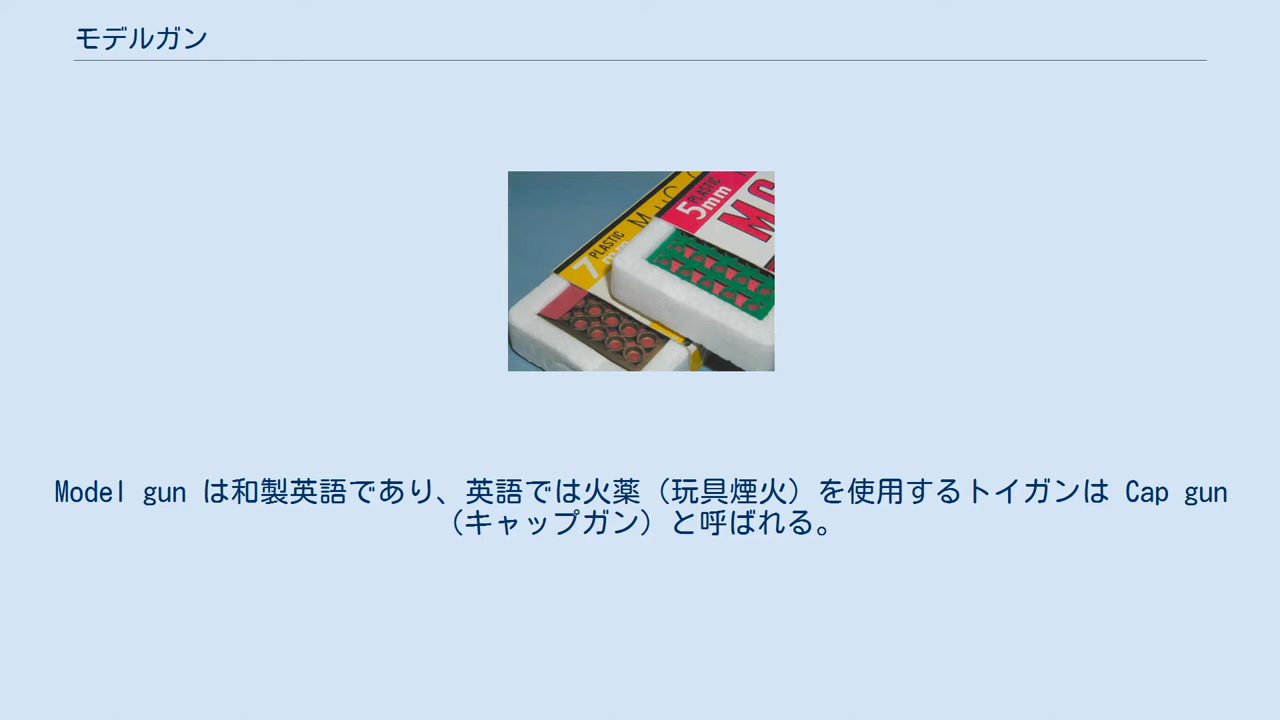 モデルガン
7 PLASTIC
5mm PLASTIC
Model gun は和製英語であり、英語では火薬（玩具煙火）を使用するトイガンは Cap gun
（キャップガン）と呼ばれる。